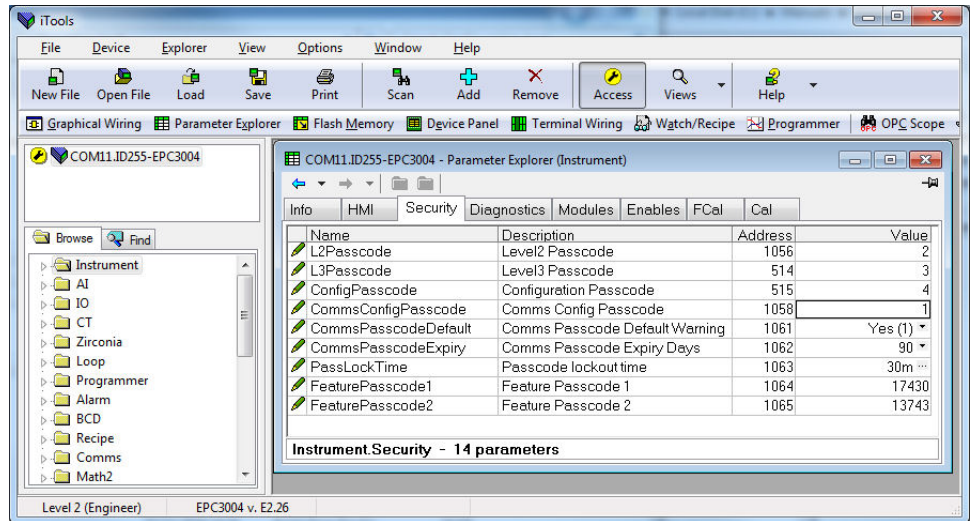 iTools
File Device Explorer View Options Window Help
New File Open File Load Save Print Scan Add Remove Access Views Help
Graphical Wiring Parameter Explorer Flash Memory Device Panel Terminal Wiring Watch/Recipe Programmer OPC Scope
COM11.ID255-EPC3004
Browse Find
Instrument
AI
IO
CT
Zirconia
Loop
Programmer
Alarm
BCD
Recipe
Comms
Math2
COM11.ID255-EPC3004 - Parameter Explorer (Instrument)
Info HMI Security Diagnostics Modules Enables FCal Cal
Name Description Address Value
L2Passcode Level2 Passcode 1056 2
L3Passcode Level3 Passcode 514 3
ConfigPasscode Configuration Passcode 515 4
CommsConfigPasscode Comms Config Passcode 1058 1
CommsPasscodeDefault Comms Passcode Default Warning 1061 Yes (1)
CommsPasscodeExpiry Comms Passcode Expiry Days 1062 90
PassLockTime Passcode lockout time 1063 30m ...
FeaturePasscode1 Feature Passcode 1 1064 17430
FeaturePasscode2 Feature Passcode 2 1065 13743
Instrument.Security - 14 parameters
Level 2 (Engineer) EPC3004 v. E2.26